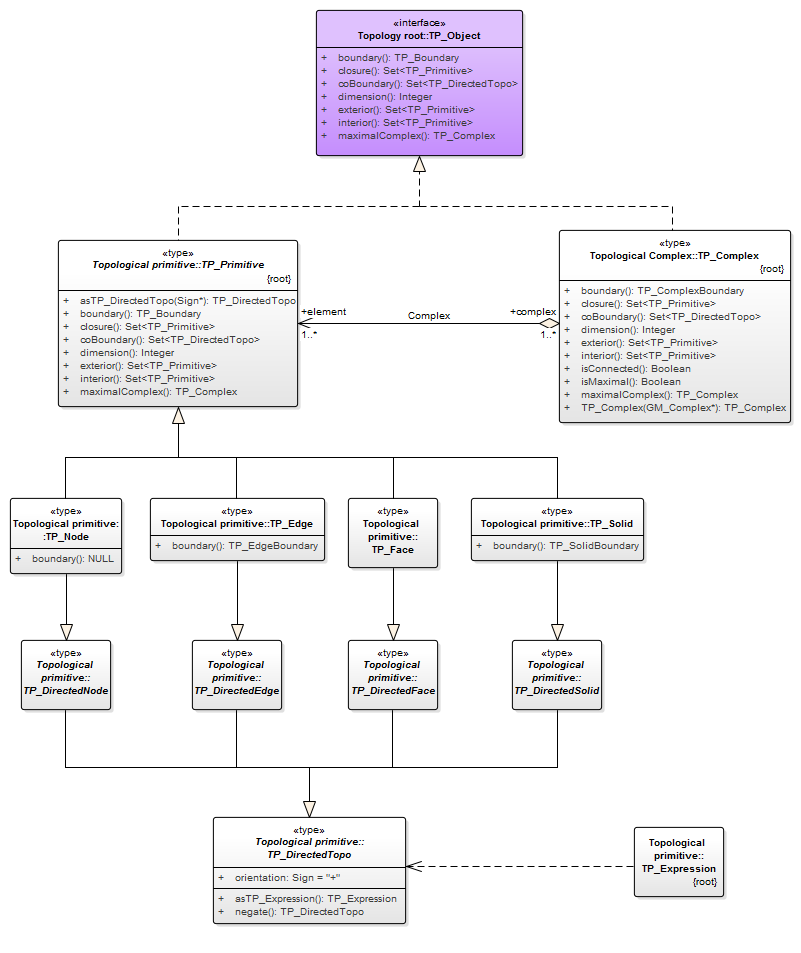 «interface»
Topology root::TP_Object
+ boundary(): TP_Boundary
+ closure(): Set<TP_Primitive>
+ coBoundary(): Set<TP_DirectedTopo>
+ dimension(): Integer
+ exterior(): Set<TP_Primitive>
+ interior(): Set<TP_Primitive>
+ maximalComplex(): TP_Complex
«type»
Topological primitive::TP_Primitive
{root}
+ asTP_DirectedTopo(Sign*): TP_DirectedTopo
+ boundary(): TP_Boundary
+ closure(): Set<TP_Primitive>
+ coBoundary(): Set<TP_DirectedTopo>
+ dimension(): Integer
+ exterior(): Set<TP_Primitive>
+ interior(): Set<TP_Primitive>
+ maximalComplex(): TP_Complex
+element
1..*
Complex
+complex
1..*
«type»
Topological Complex::TP_Complex
{root}
+ boundary(): TP_ComplexBoundary
+ closure(): Set<TP_Primitive>
+ coBoundary(): Set<TP_DirectedTopo>
+ dimension(): Integer
+ exterior(): Set<TP_Primitive>
+ interior(): Set<TP_Primitive>
+ isConnected(): Boolean
+ isMaximal(): Boolean
+ maximalComplex(): TP_Complex
+ TP_Complex(GM_Complex*): TP_Complex
«type»
Topological primitive:
:TP_Node
+ boundary(): NULL
«type»
Topological primitive::TP_Edge
+ boundary(): TP_EdgeBoundary
«type»
Topological
primitive::
TP_Face
«type»
Topological primitive::TP_Solid
+ boundary(): TP_SolidBoundary
«type»
Topological
primitive::
TP_DirectedNode
«type»
Topological
primitive::
TP_DirectedEdge
«type»
Topological
primitive::
TP_DirectedFace
«type»
Topological
primitive::
TP_DirectedSolid
«type»
Topological primitive::
TP_DirectedTopo
+ orientation: Sign = "+"
+ asTP_Expression(): TP_Expression
+ negate(): TP_DirectedTopo
Topological
primitive::
TP_Expression
{root}